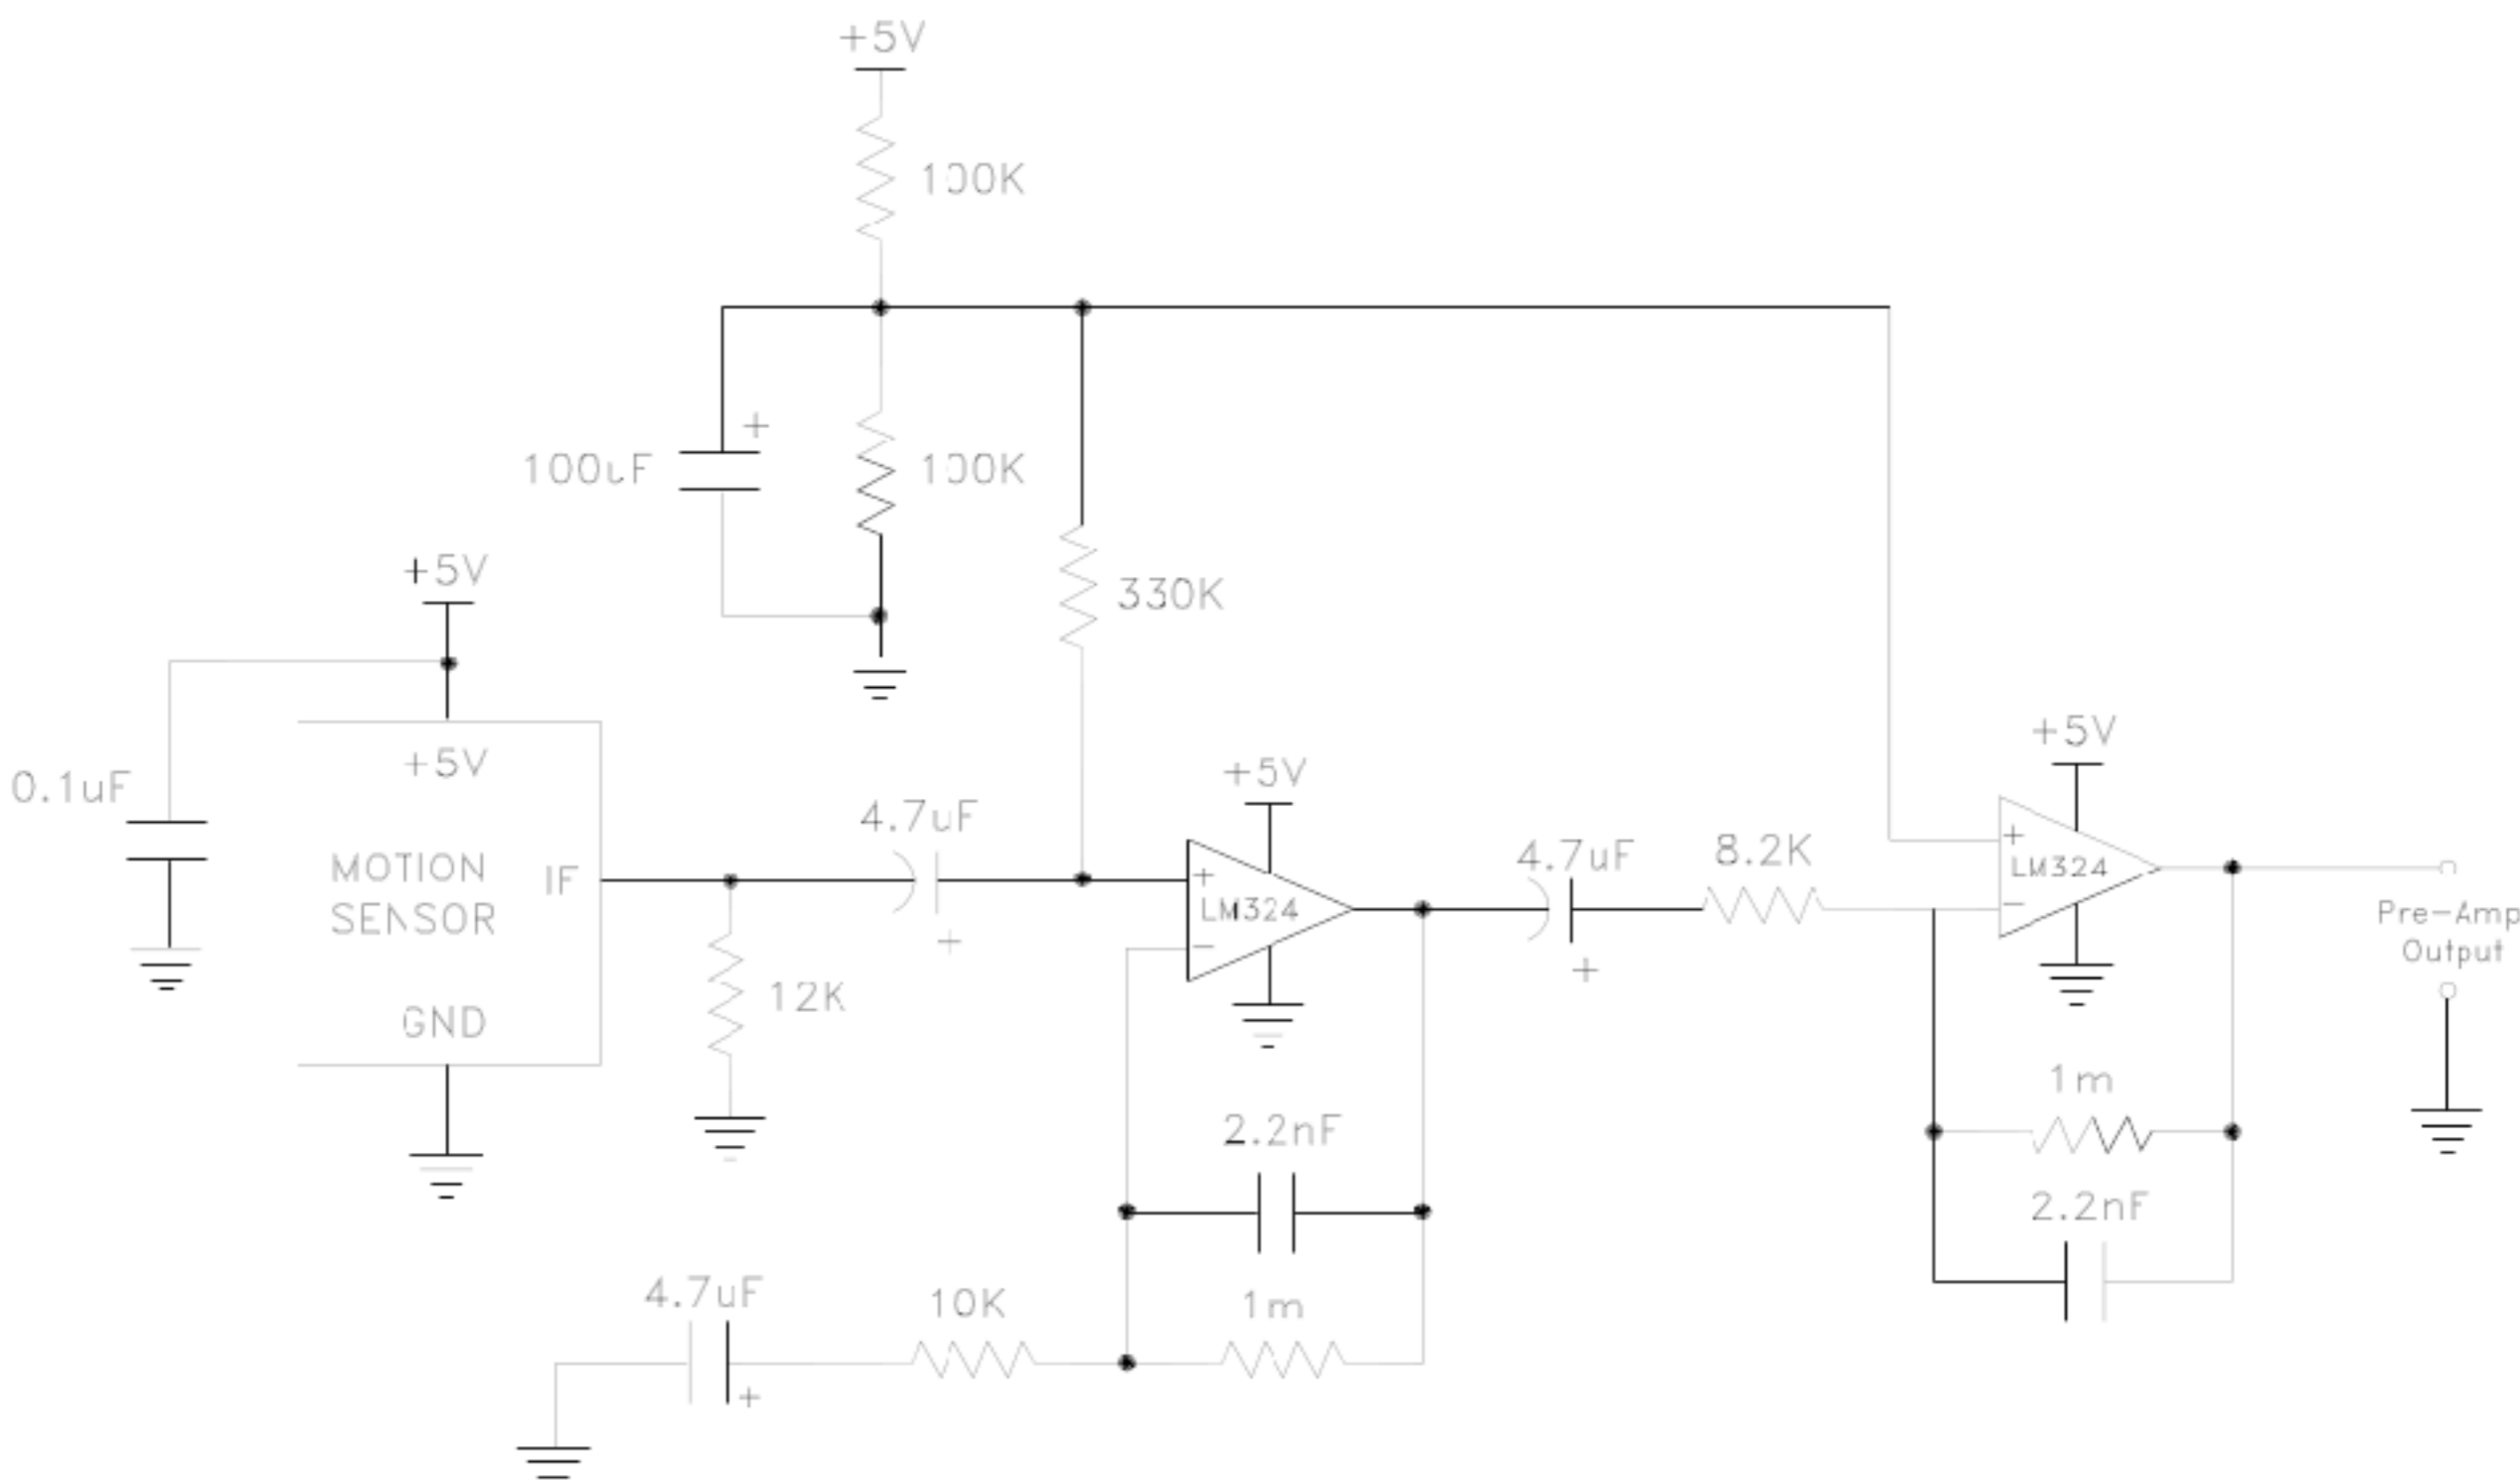 +5V
100K
+
100uF
100K
+5V
330K
+5V
0.1uF
+5V
MOTION
SENSOR
IF
GND
4.7uF
+
12K
+5V
+
LM324
−
4.7uF
+
8.2K
+5V
+
LM324
−
Pre−Amp
Output
1m
2.2nF
2.2nF
4.7uF
+
10K
1m